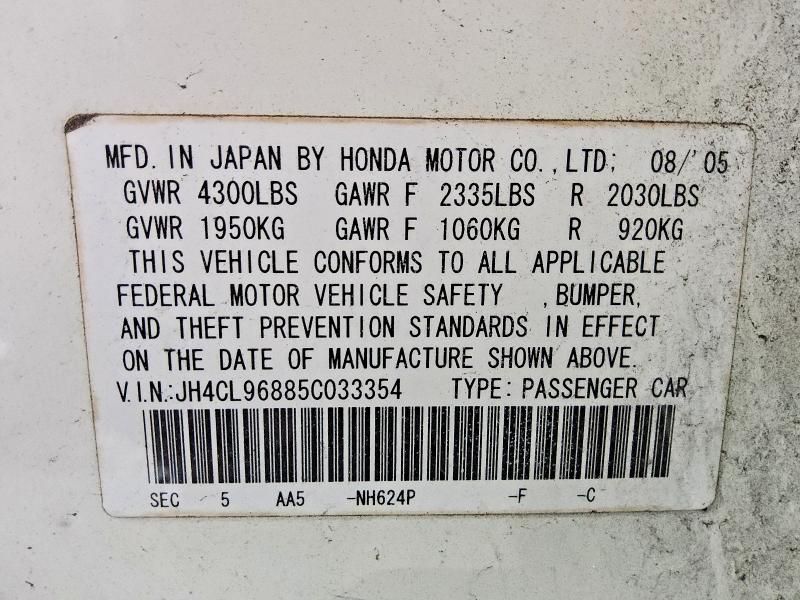 MFD. IN JAPAN BY HONDA MOTOR CO., LTD; 08/'05
GVWR 4300LBS GAWR F 2335LBS R 2030LBS
GVWR 1950KG GAWR F 1060KG R 920KG
THIS VEHICLE CONFORMS TO ALL APPLICABLE
FEDERAL MOTOR VEHICLE SAFETY , BUMPER,
AND THEFT PREVENTION STANDARDS IN EFFECT
ON THE DATE OF MANUFACTURE SHOWN ABOVE.
V.I.N.:JH4CL96885C033354 TYPE: PASSENGER CAR
SEC 5 AA5 -NH624P -F -C